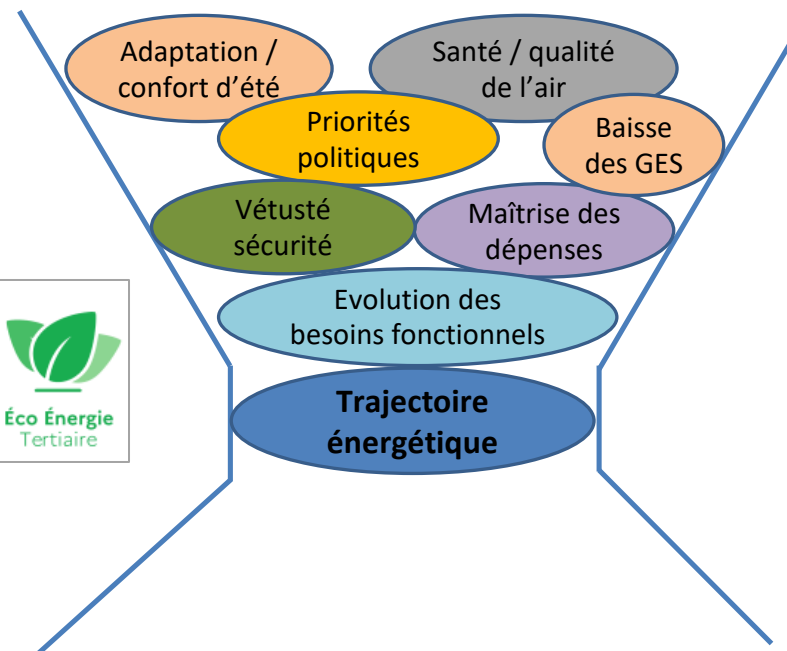 Adaptation /
confort d'été
Santé / qualité
de l'air
Priorités
politiques
Baisse
des GES
Vétusté
sécurité
Maîtrise des
dépenses
Evolution des
besoins fonctionnels
Éco Énergie
Tertiaire
Trajectoire
énergétique